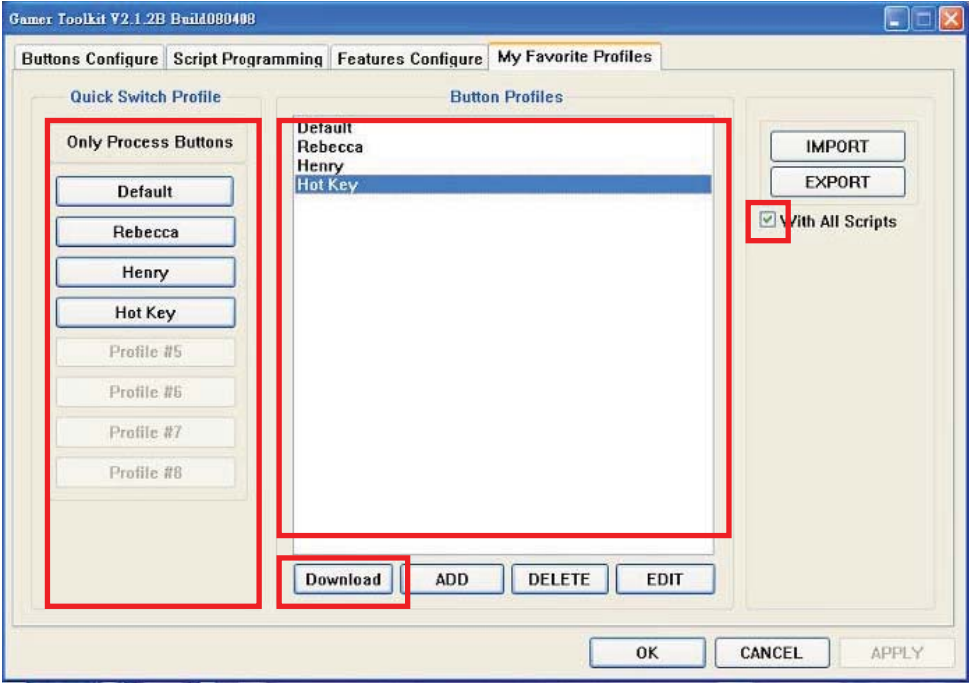 Gamer Toolkit V2.1.2B Build080408
Buttons Configure
Script Programming
Features Configure
My Favorite Profiles
Quick Switch Profile
Only Process Buttons
Default
Rebecca
Henry
Hot Key
Profile #5
Profile #6
Profile #7
Profile #8
Button Profiles
Default
Rebecca
Henry
Hot Key
Download
ADD
DELETE
EDIT
IMPORT
EXPORT
With All Scripts
OK
CANCEL
APPLY